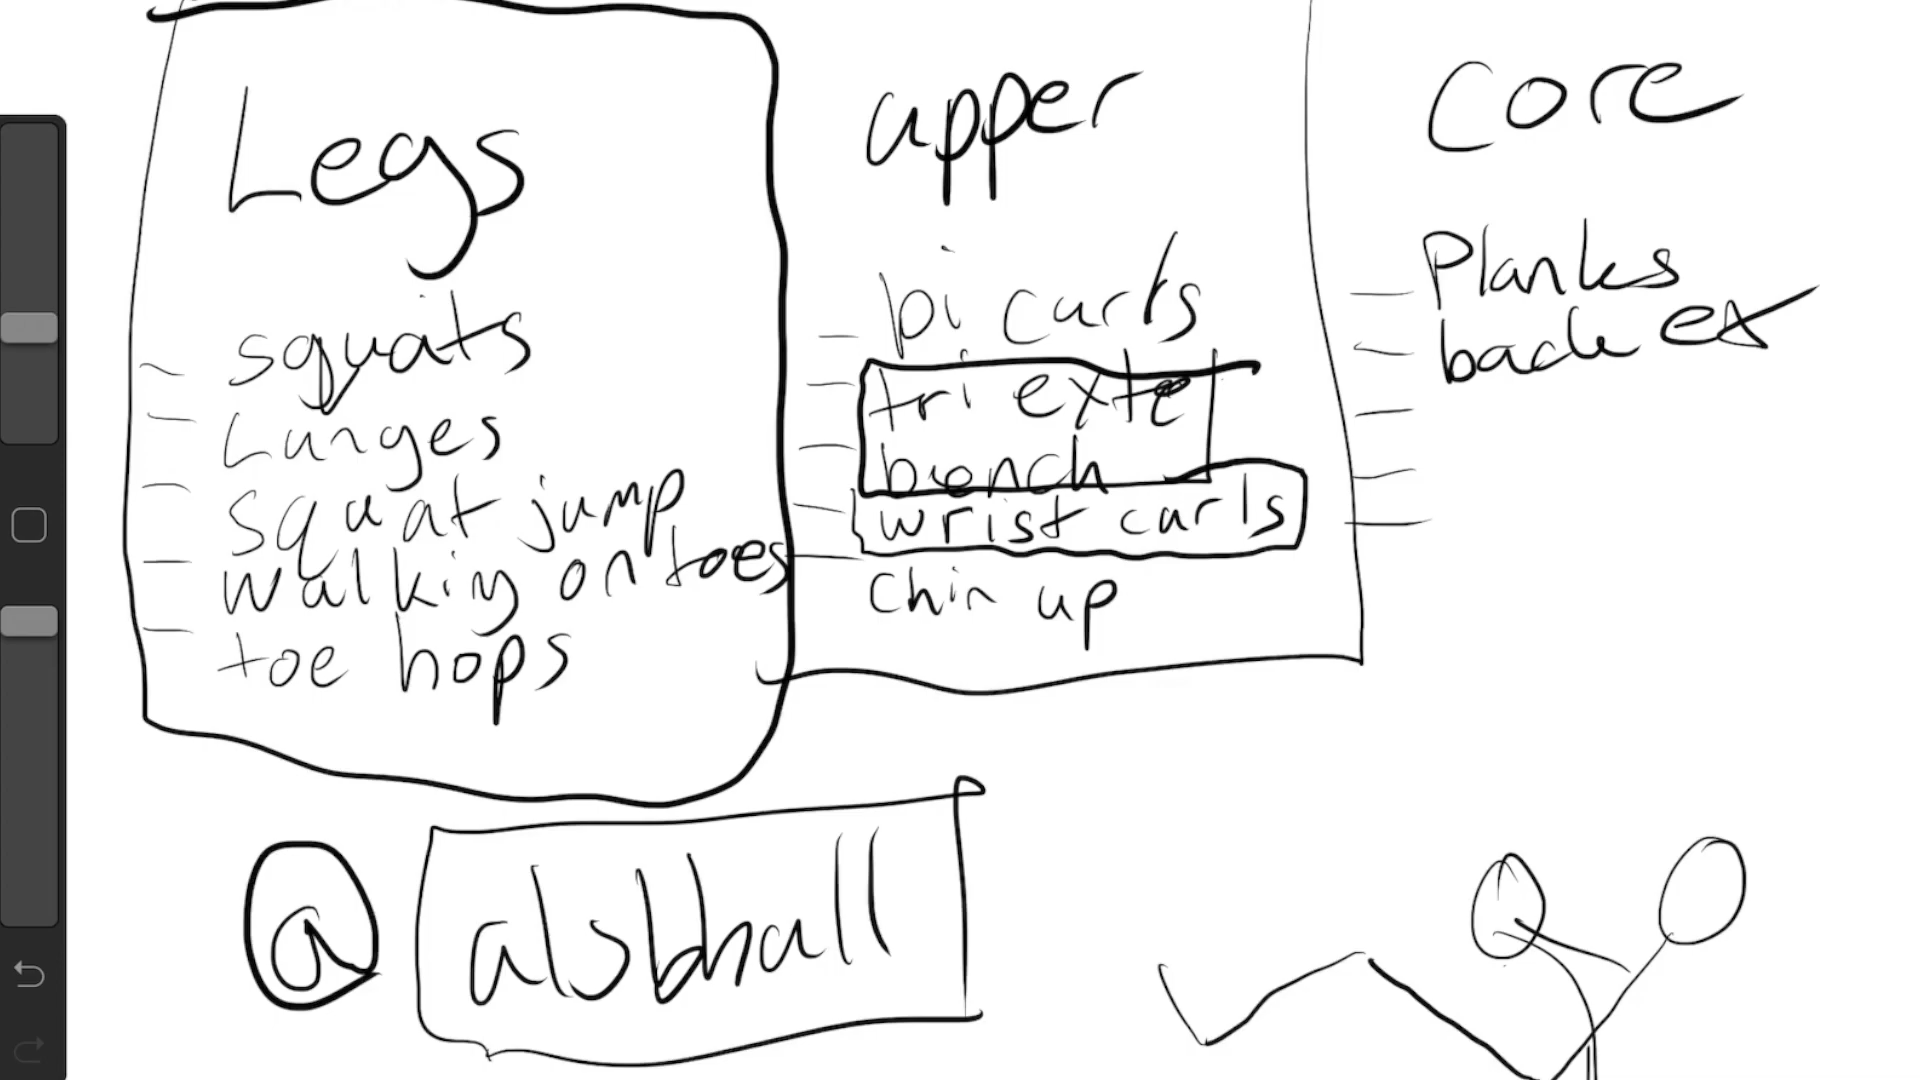 Legs
squats
Lunges
squat jump
walking on toes
toe hops
upper
bi curls
tri exte
bench
wrist curls
chin up
core
Planks
back ex
@